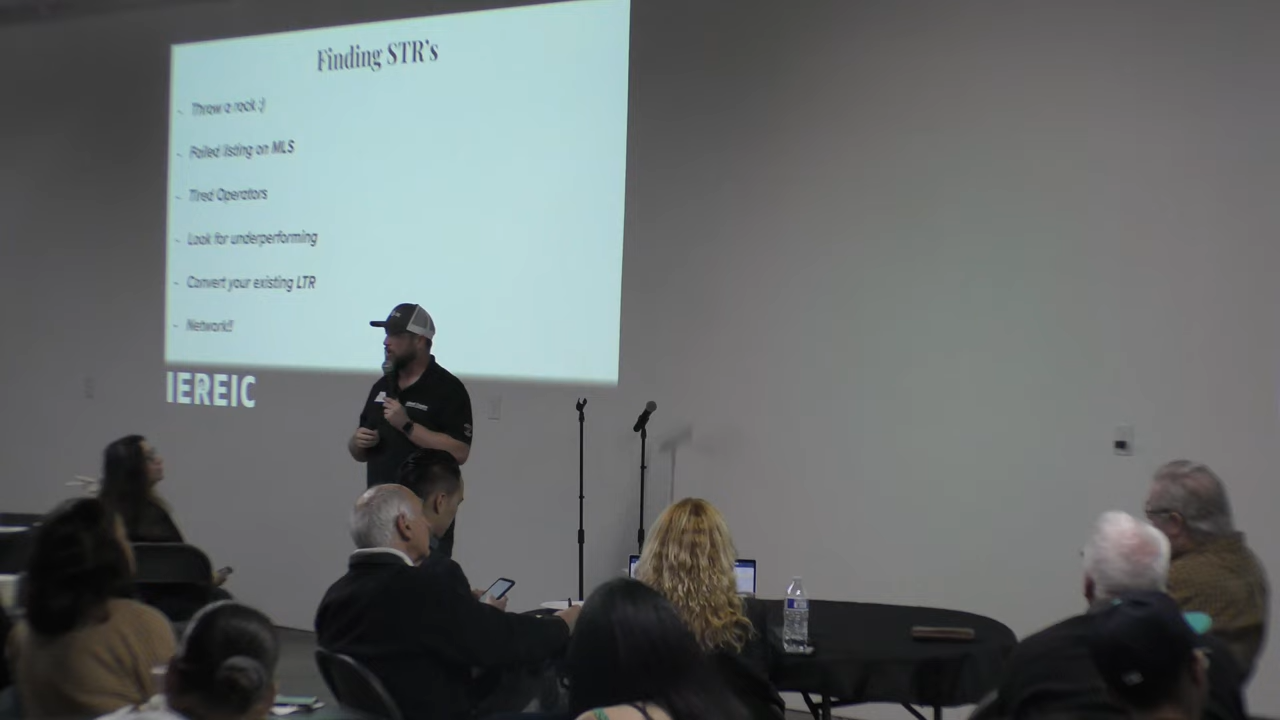 Finding STR's
- Throw a rock :)
- Failed listing on MLS
- Tired Operators
- Look for underperforming
- Convert your existing LTR
- Network!!
IEREIC